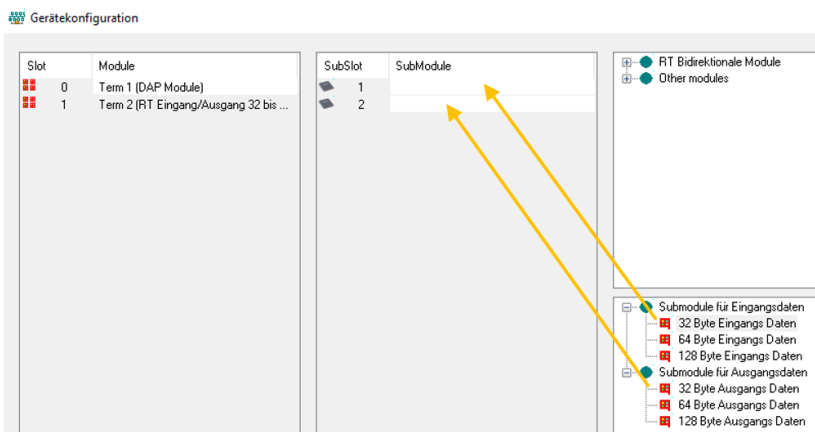 Gerätekonfiguration
Slot Module
0 Term 1 (DAP Module)
1 Term 2 (RT Eingang/Ausgang 32 bis ...
SubSlot SubModule
1
2
RT Bidirektionale Module
Other modules
Submodule für Eingangsdaten
32 Byte Eingangs Daten
64 Byte Eingangs Daten
128 Byte Eingangs Daten
Submodule für Ausgangsdaten
32 Byte Ausgangs Daten
64 Byte Ausgangs Daten
128 Byte Ausgangs Daten